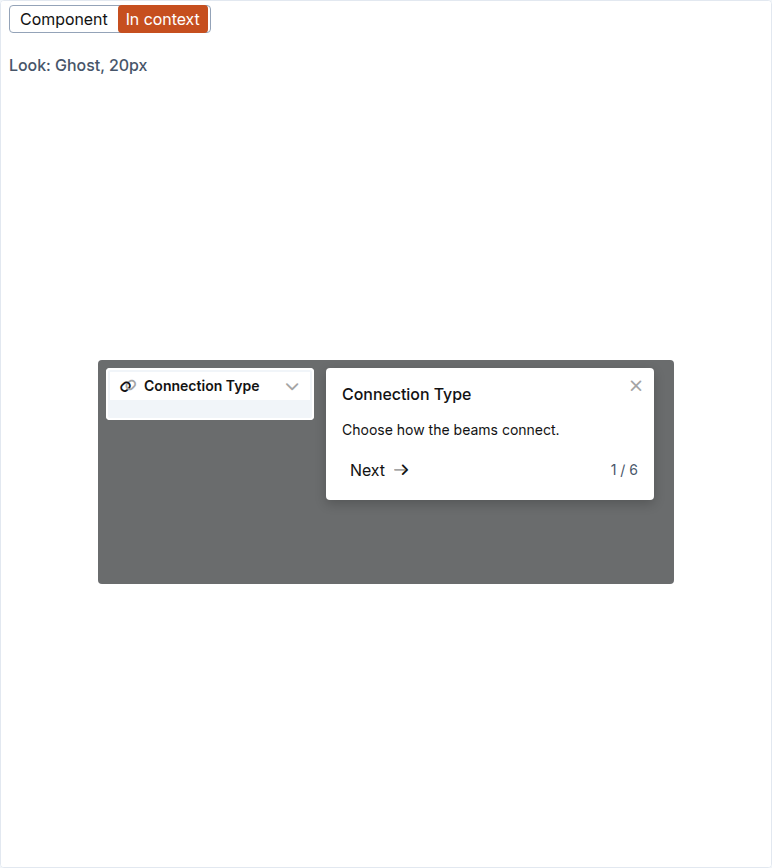 Component In context
Look: Ghost, 20px
Connection Type
Connection Type
Choose how the beams connect.
Next
1 / 6